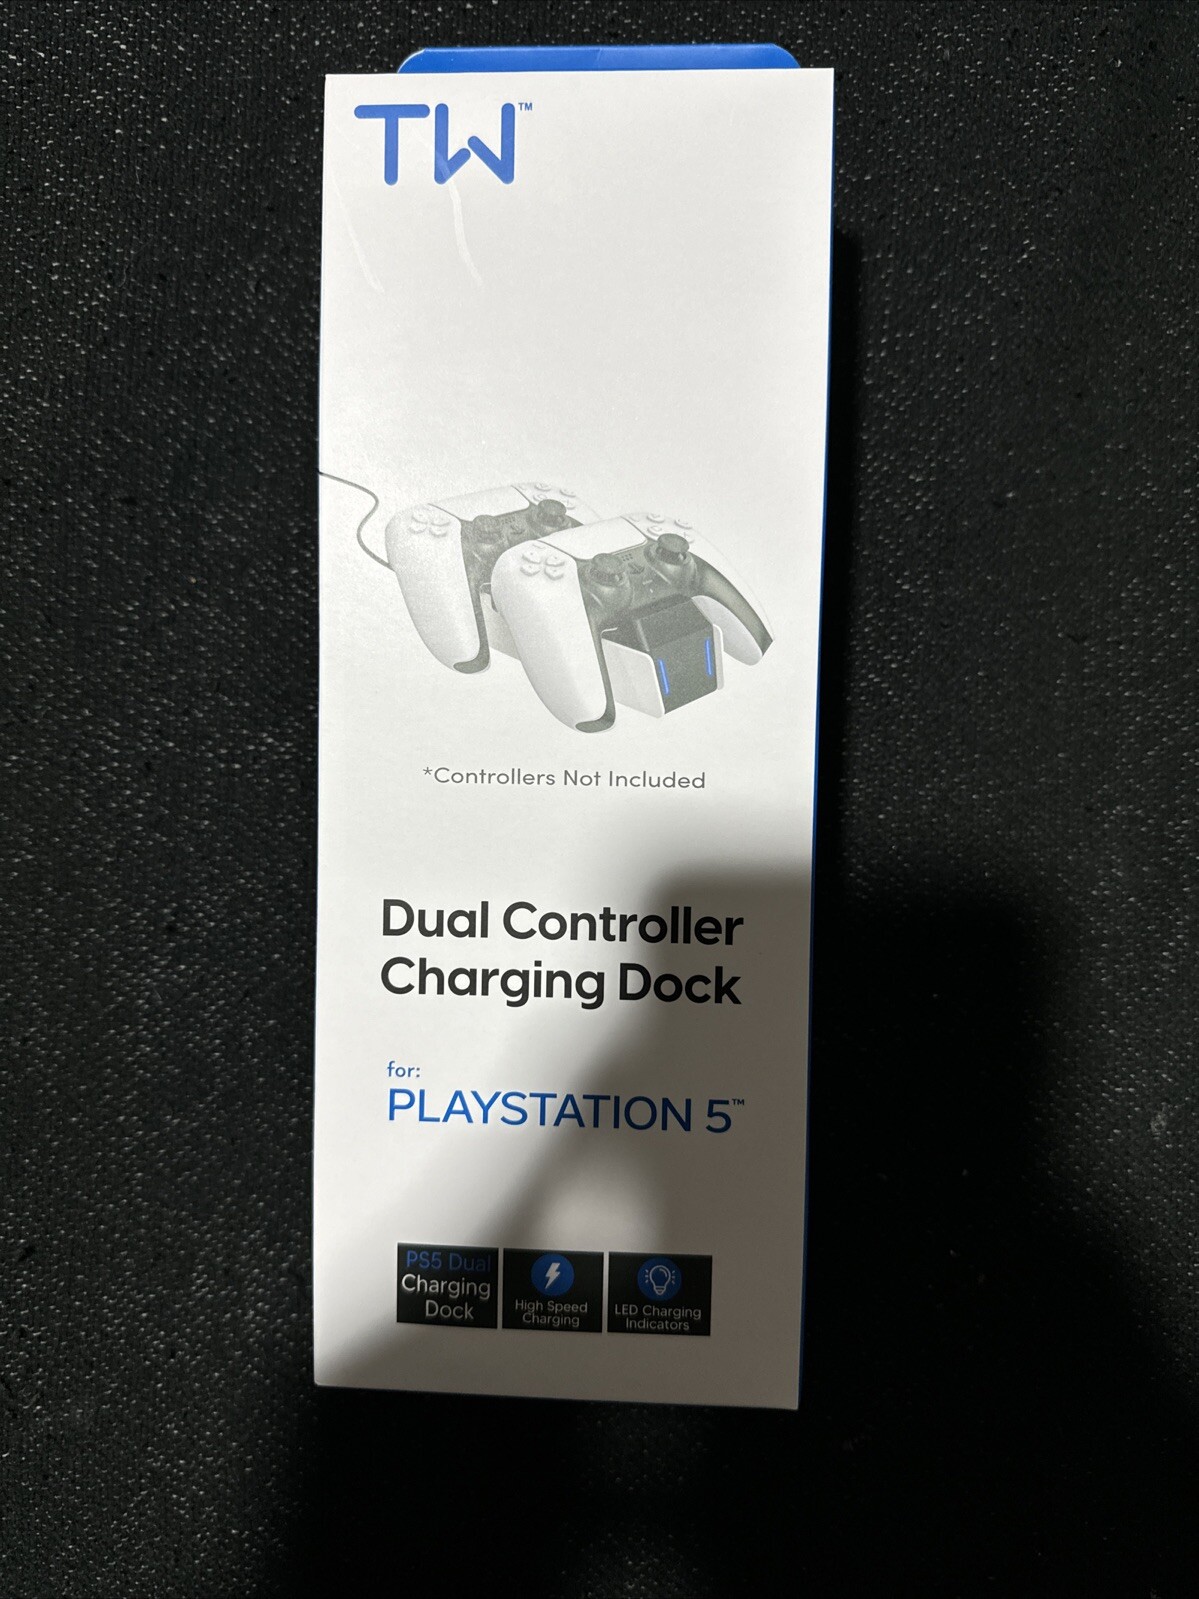 TW™
*Controllers Not Included
Dual Controller
Charging Dock
for:
PLAYSTATION 5™
PS5 Dual
Charging
Dock
High Speed
Charging
LED Charging
Indicators